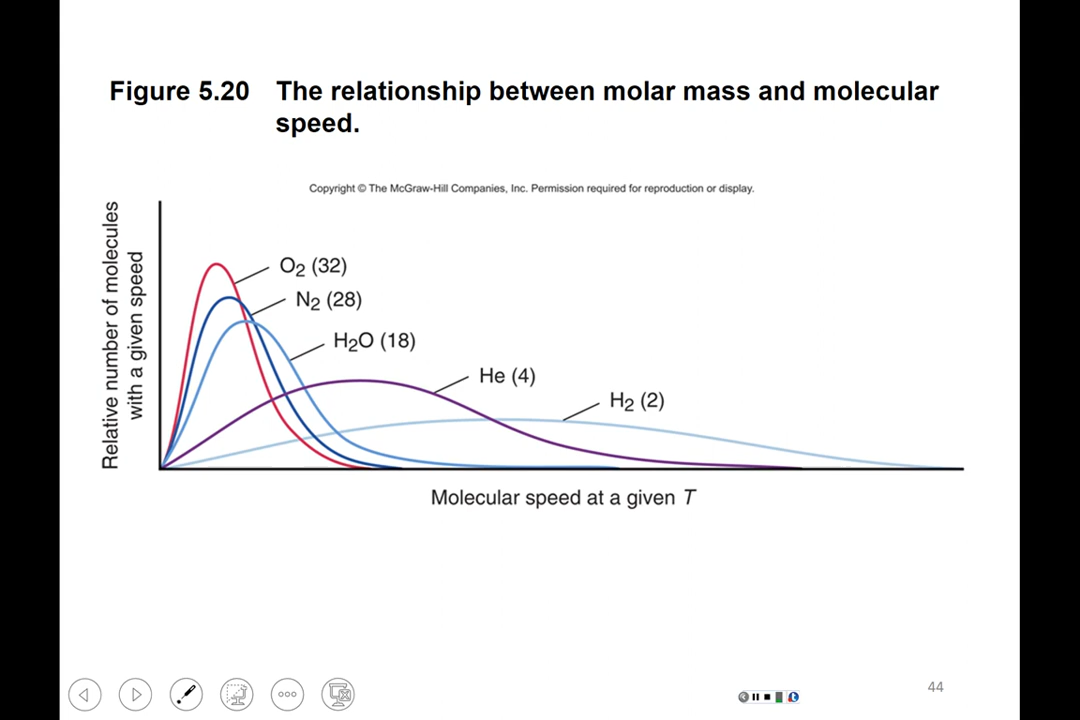 Figure 5.20 The relationship between molar mass and molecular
speed.
Copyright © The McGraw-Hill Companies, Inc. Permission required for reproduction or display.
Relative number of molecules
with a given speed
O₂ (32)
N₂ (28)
H₂O (18)
He (4)
H₂ (2)
Molecular speed at a given T
44